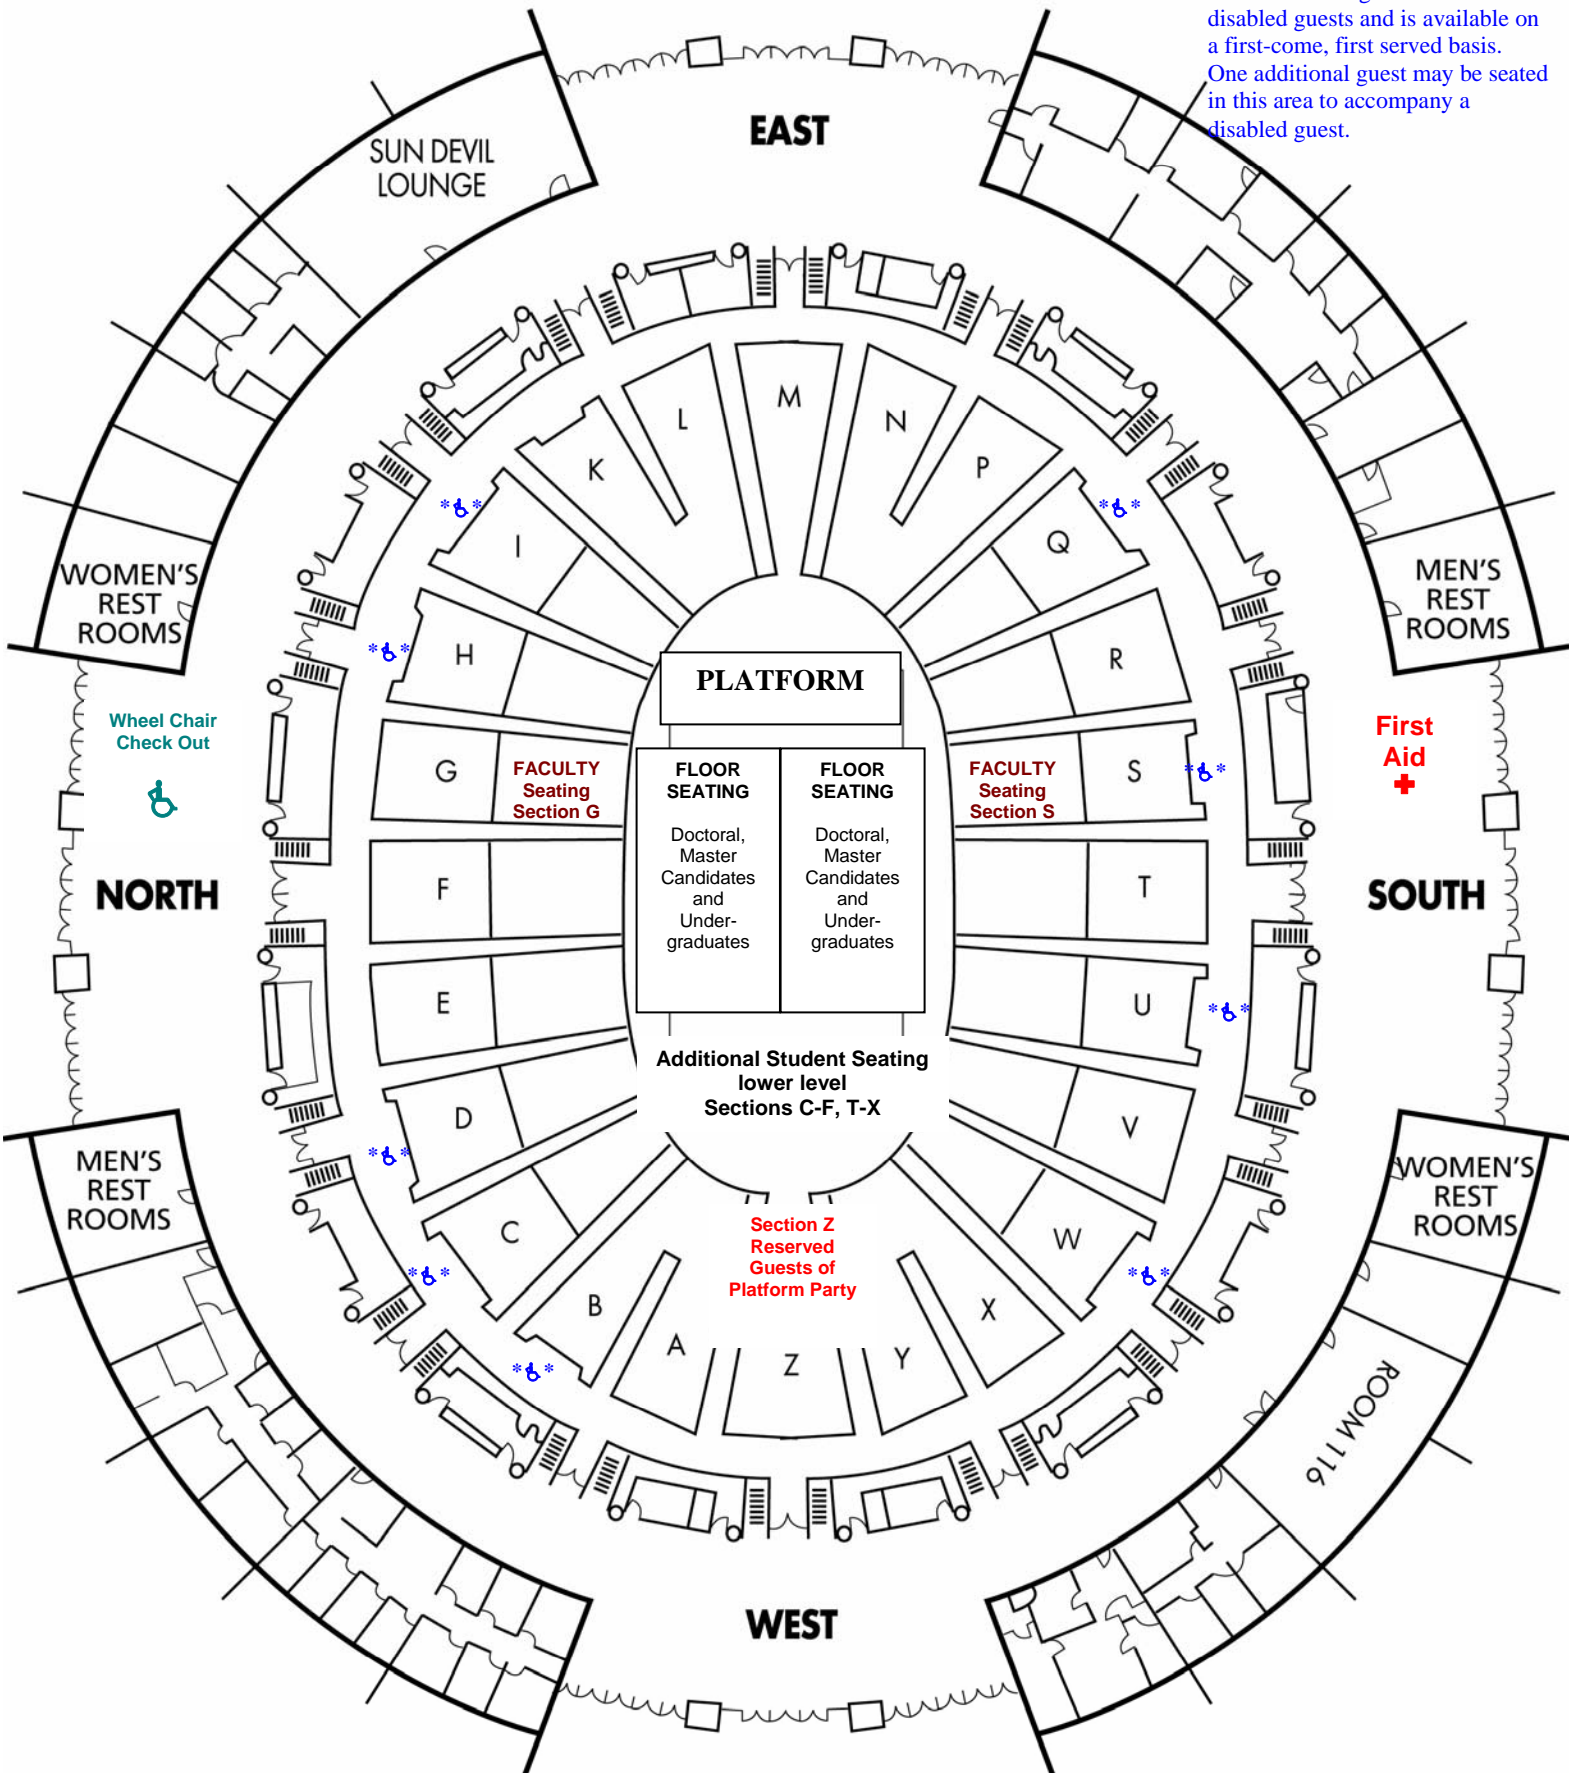 disabled guests and is available on
a first-come, first served basis.
One additional guest may be seated
in this area to accompany a
disabled guest.
EAST
SUN DEVIL
LOUNGE
M
L
N
K
P
* *
* *
I
Q
WOMEN'S
REST
ROOMS
MEN'S
REST
ROOMS
* *
H
R
PLATFORM
Wheel Chair
Check Out
First
Aid
G
FACULTY
Seating
Section G
FLOOR
SEATING
Doctoral,
Master
Candidates
and
Under-
graduates
FLOOR
SEATING
Doctoral,
Master
Candidates
and
Under-
graduates
FACULTY
Seating
Section S
S
* *
NORTH
F
T
SOUTH
E
U
* *
Additional Student Seating
lower level
Sections C-F, T-X
D
V
* *
MEN'S
REST
ROOMS
WOMEN'S
REST
ROOMS
C
W
Section Z
Reserved
Guests of
Platform Party
* *
* *
B
X
A
Z
Y
* *
ROOM 116
WEST